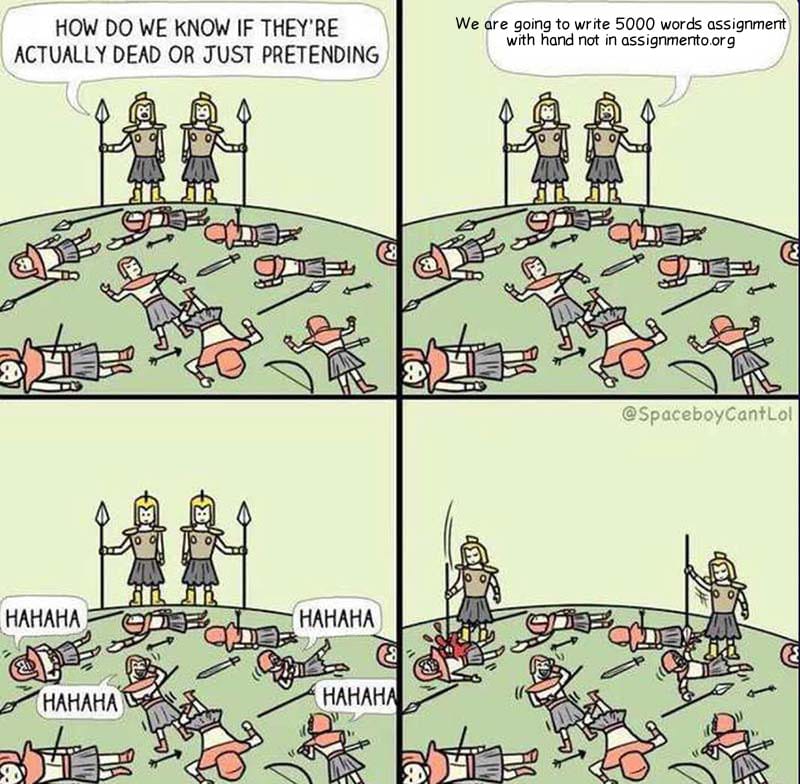 HOW DO WE KNOW IF THEY'RE
ACTUALLY DEAD OR JUST PRETENDING
We are going to write 5000 words assignment
with hand not in assignmento.org
HAHAHA
HAHAHA
HAHAHA
HAHAHA
@SpaceboyCantLol